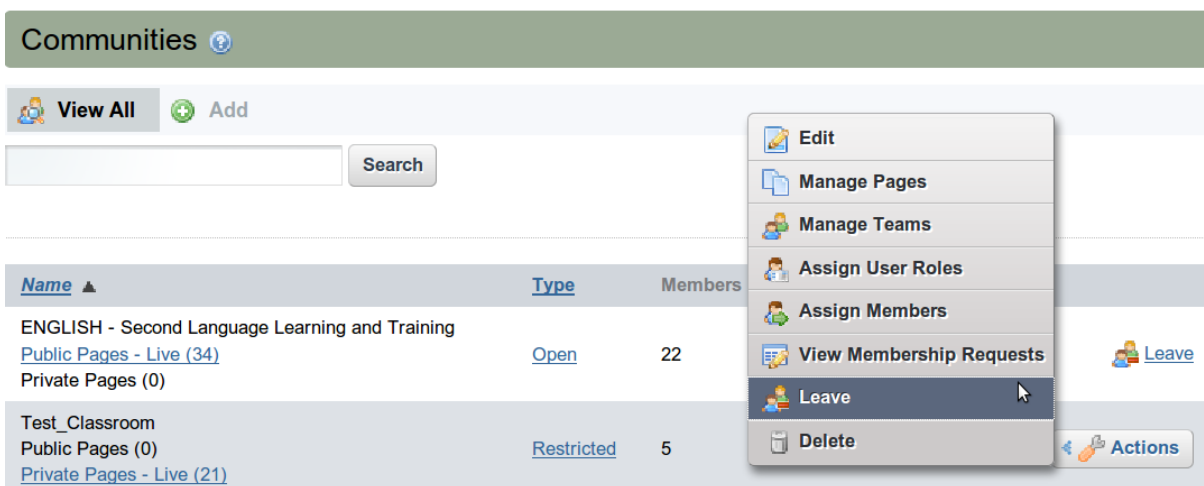 Communities
View All Add
Search
Name Type Members
ENGLISH - Second Language Learning and Training
Public Pages - Live (34) Open 22 Leave
Private Pages (0)
Test_Classroom
Public Pages (0) Restricted 5 Actions
Private Pages - Live (21)
Edit
Manage Pages
Manage Teams
Assign User Roles
Assign Members
View Membership Requests
Leave
Delete